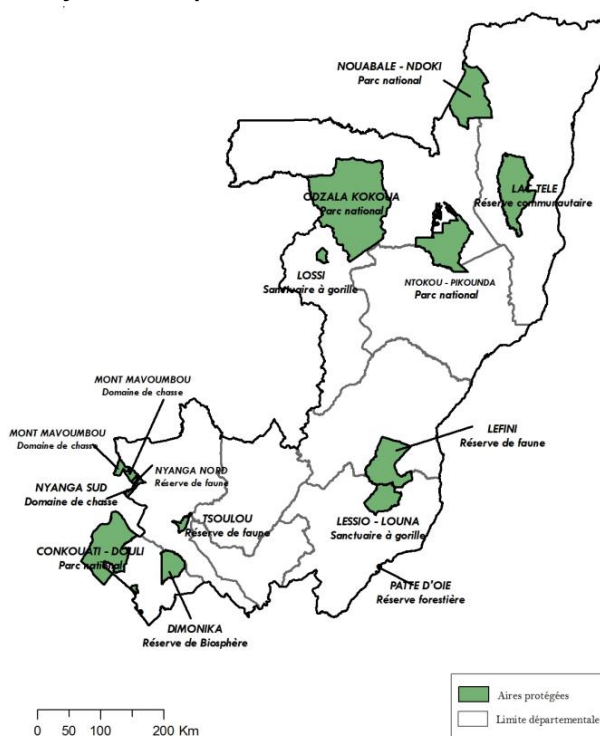 NOUABALE - NDOKI
Parc national
ODZALA KOKOUA
Parc national
LAC TELE
Réserve communautaire
LOSSI
Sanctuaire à gorille
NTOKOU - PIKOUNDA
Parc national
MONT MAVOUMBOU
Domaine de chasse
MONT MAVOUMBOU
Domaine de chasse
NYANGA NORD
Réserve de faune
NYANGA SUD
Domaine de chasse
LEFINI
Réserve de faune
TSOULOU
Réserve de faune
LESSIO - LOUNA
Sanctuaire à gorille
CONKOUATI - DOULI
Parc national
PATTE D'OIE
Réserve forestière
DIMONIKA
Réserve de Biosphère
Aires protégées
Limite départementale
0 50 100 200 Km